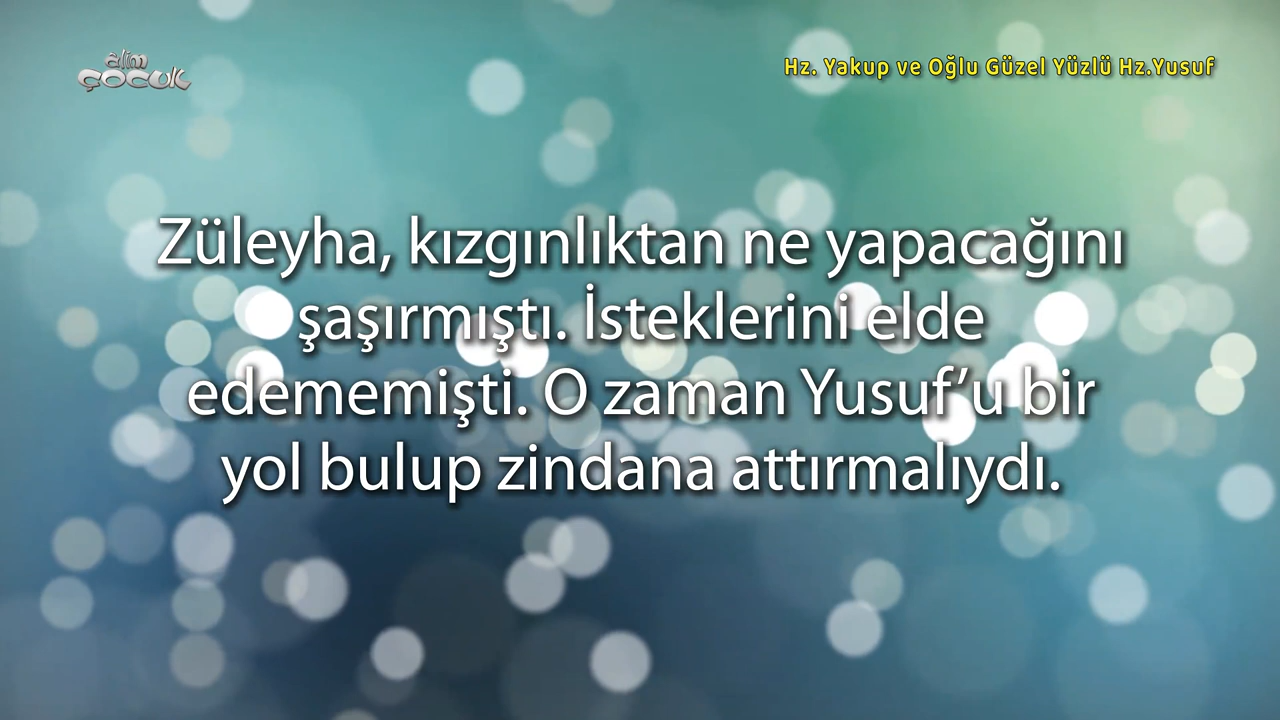 alim
ÇOCUK
Hz. Yakup ve Oğlu Güzel Yüzlü Hz.Yusuf
Züleyha, kızgınlıktan ne yapacağını
şaşırmıştı. İsteklerini elde
edememişti. O zaman Yusuf’u bir
yol bulup zindana attırmalıydı.